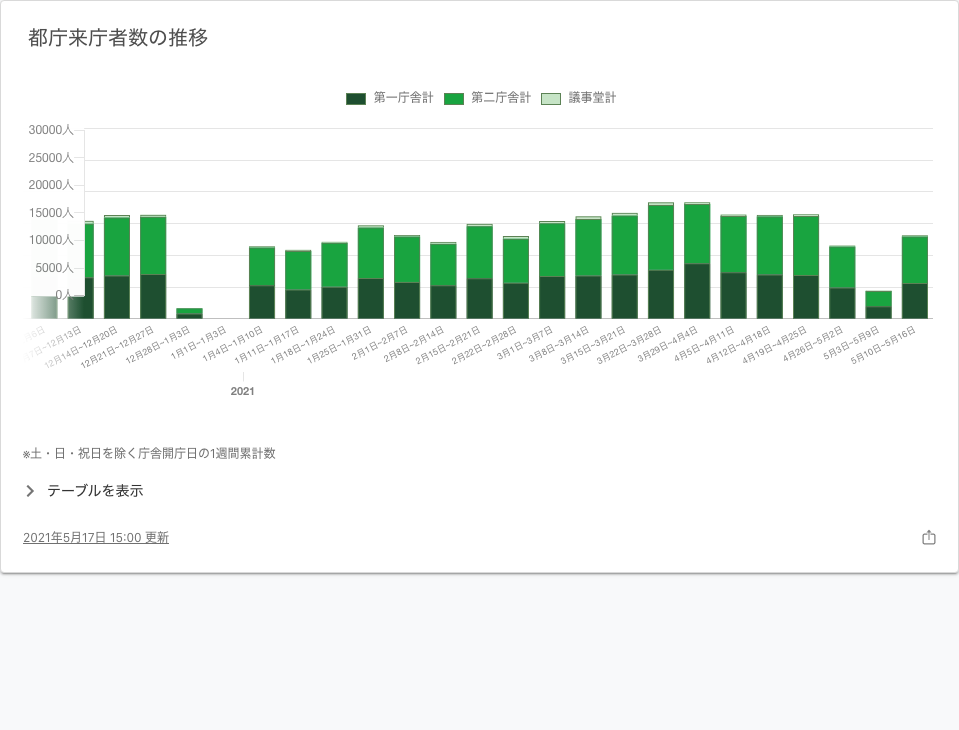 都庁来庁者数の推移
第一庁舎計 第二庁舎計 議事堂計
30000人
25000人
20000人
15000人
10000人
5000人
0人
12月14日~12月20日
12月21日~12月27日
12月28日~1月3日
1月1日~1月3日
1月4日~1月10日
1月11日~1月17日
1月18日~1月24日
1月25日~1月31日
2月1日~2月7日
2月8日~2月14日
2月15日~2月21日
2月22日~2月28日
3月1日~3月7日
3月8日~3月14日
3月15日~3月21日
3月22日~3月28日
3月29日~4月4日
4月5日~4月11日
4月12日~4月18日
4月19日~4月25日
4月26日~5月2日
5月3日~5月9日
5月10日~5月16日
2021
※土・日・祝日を除く庁舎開庁日の1週間累計数
テーブルを表示
2021年5月17日 15:00 更新